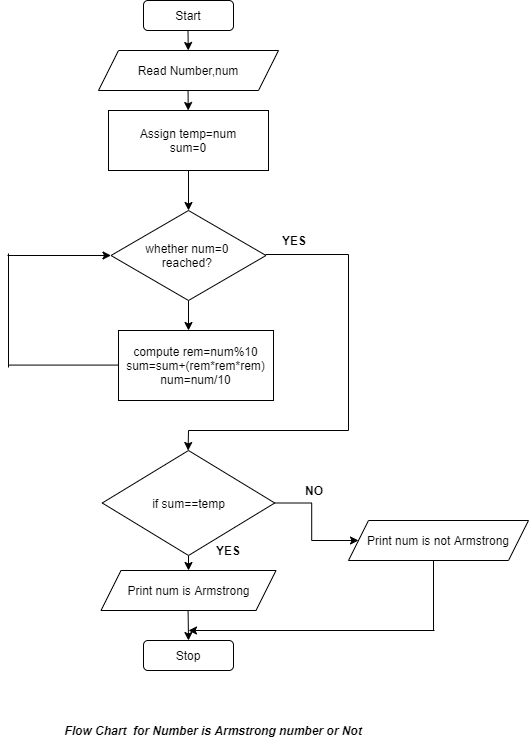 Start
Read Number,num
Assign temp=num
sum=0
whether num=0
reached?
YES
compute rem=num%10
sum=sum+(rem*rem*rem)
num=num/10
if sum==temp
NO
Print num is not Armstrong
YES
Print num is Armstrong
Stop
Flow Chart  for Number is Armstrong number or Not